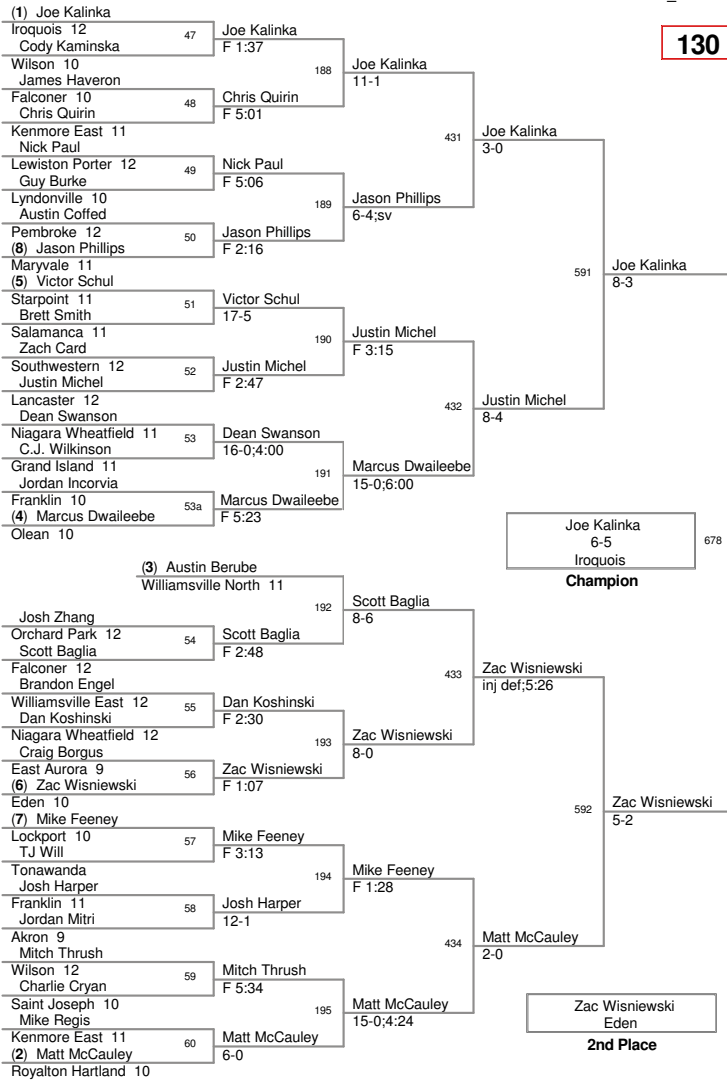 (1) Joe Kalinka
Iroquois 12
Cody Kaminska
Wilson 10
James Haveron
Falconer 10
Chris Quirin
Kenmore East 11
Nick Paul
Lewiston Porter 12
Guy Burke
Lyndonville 10
Austin Coffed
Pembroke 12
(8) Jason Phillips
Maryvale 11
(5) Victor Schul
Starpoint 11
Brett Smith
Salamanca 11
Zach Card
Southwestern 12
Justin Michel
Lancaster 12
Dean Swanson
Niagara Wheatfield 11
C.J. Wilkinson
Grand Island 11
Jordan Incorvia
Franklin 10
(4) Marcus Dwaileebe
Olean 10
47
Joe Kalinka
F 1:37
48
Chris Quirin
F 5:01
49
Nick Paul
F 5:06
50
Jason Phillips
F 2:16
51
Victor Schul
17-5
52
Justin Michel
F 2:47
53
Dean Swanson
16-0;4:00
53a
Marcus Dwaileebe
F 5:23
188
Joe Kalinka
11-1
189
Jason Phillips
6-4;sv
190
Justin Michel
F 3:15
191
Marcus Dwaileebe
15-0;6:00
431
Joe Kalinka
3-0
432
Justin Michel
8-4
591
Joe Kalinka
8-3
130
Joe Kalinka
6-5
Iroquois
678
Champion
(3) Austin Berube
Williamsville North 11
Josh Zhang
Orchard Park 12
Scott Baglia
Falconer 12
Brandon Engel
Williamsville East 12
Dan Koshinski
Niagara Wheatfield 12
Craig Borgus
East Aurora 9
(6) Zac Wisniewski
Eden 10
(7) Mike Feeney
Lockport 10
TJ Will
Tonawanda
Josh Harper
Franklin 11
Jordan Mitri
Akron 9
Mitch Thrush
Wilson 12
Charlie Cryan
Saint Joseph 10
Mike Regis
Kenmore East 11
(2) Matt McCauley
Royalton Hartland 10
54
Scott Baglia
F 2:48
55
Dan Koshinski
F 2:30
56
Zac Wisniewski
F 1:07
57
Mike Feeney
F 3:13
58
Josh Harper
12-1
59
Mitch Thrush
F 5:34
60
Matt McCauley
6-0
192
Scott Baglia
8-6
193
Zac Wisniewski
8-0
194
Mike Feeney
F 1:28
195
Matt McCauley
15-0;4:24
433
Zac Wisniewski
inj def;5:26
434
Matt McCauley
2-0
592
Zac Wisniewski
5-2
Zac Wisniewski
Eden
2nd Place